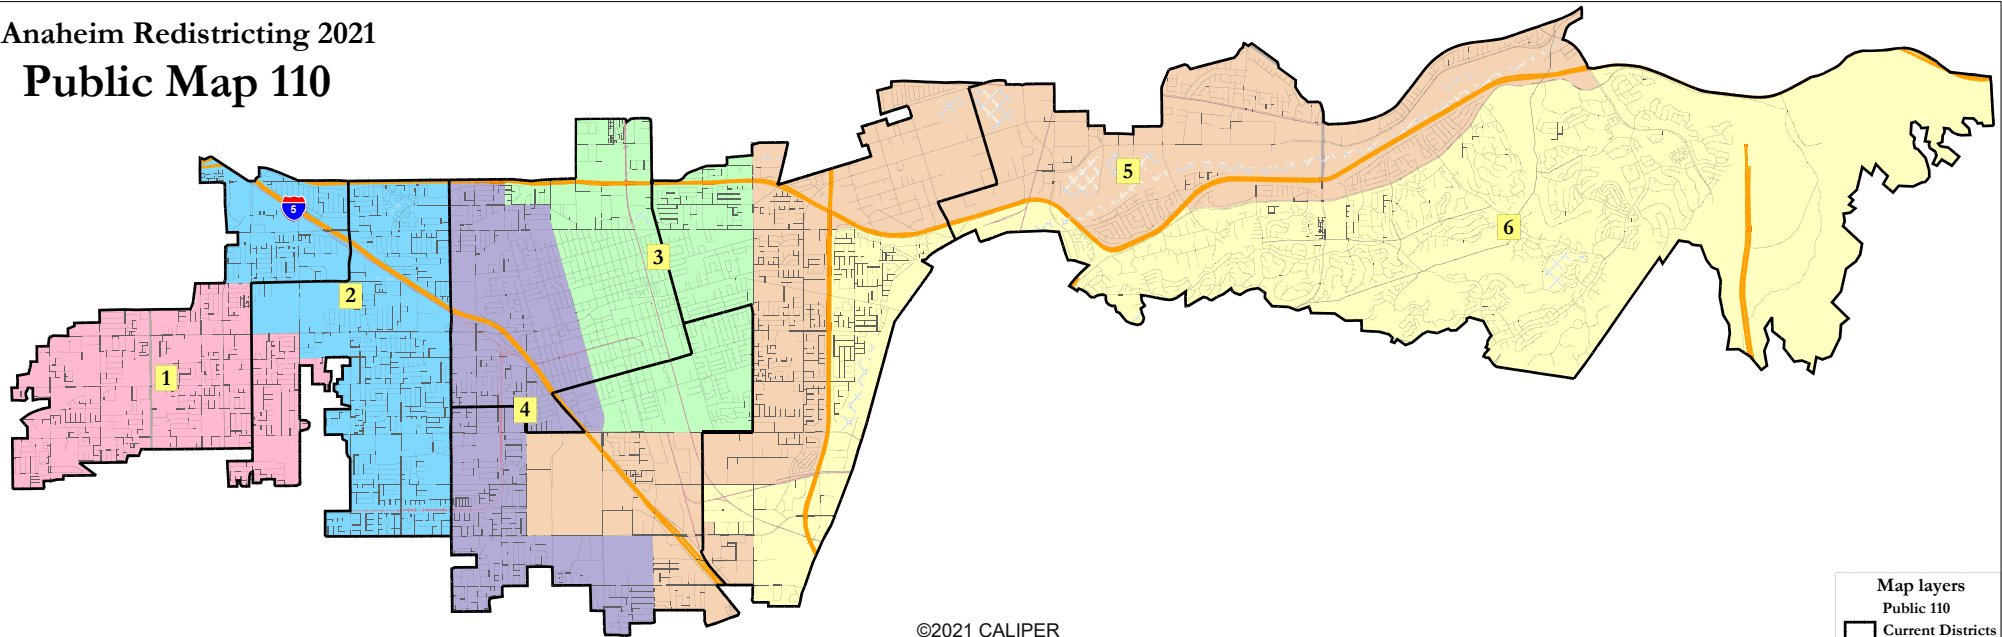 Anaheim Redistricting 2021
Public Map 110
5
5
6
3
2
1
4
Map layers
Public 110
Current Districts
©2021 CALIPER